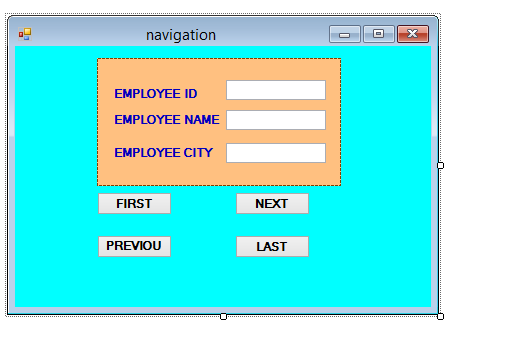 navigation
EMPLOYEE ID
EMPLOYEE NAME
EMPLOYEE CITY
FIRST NEXT
PREVIOU LAST